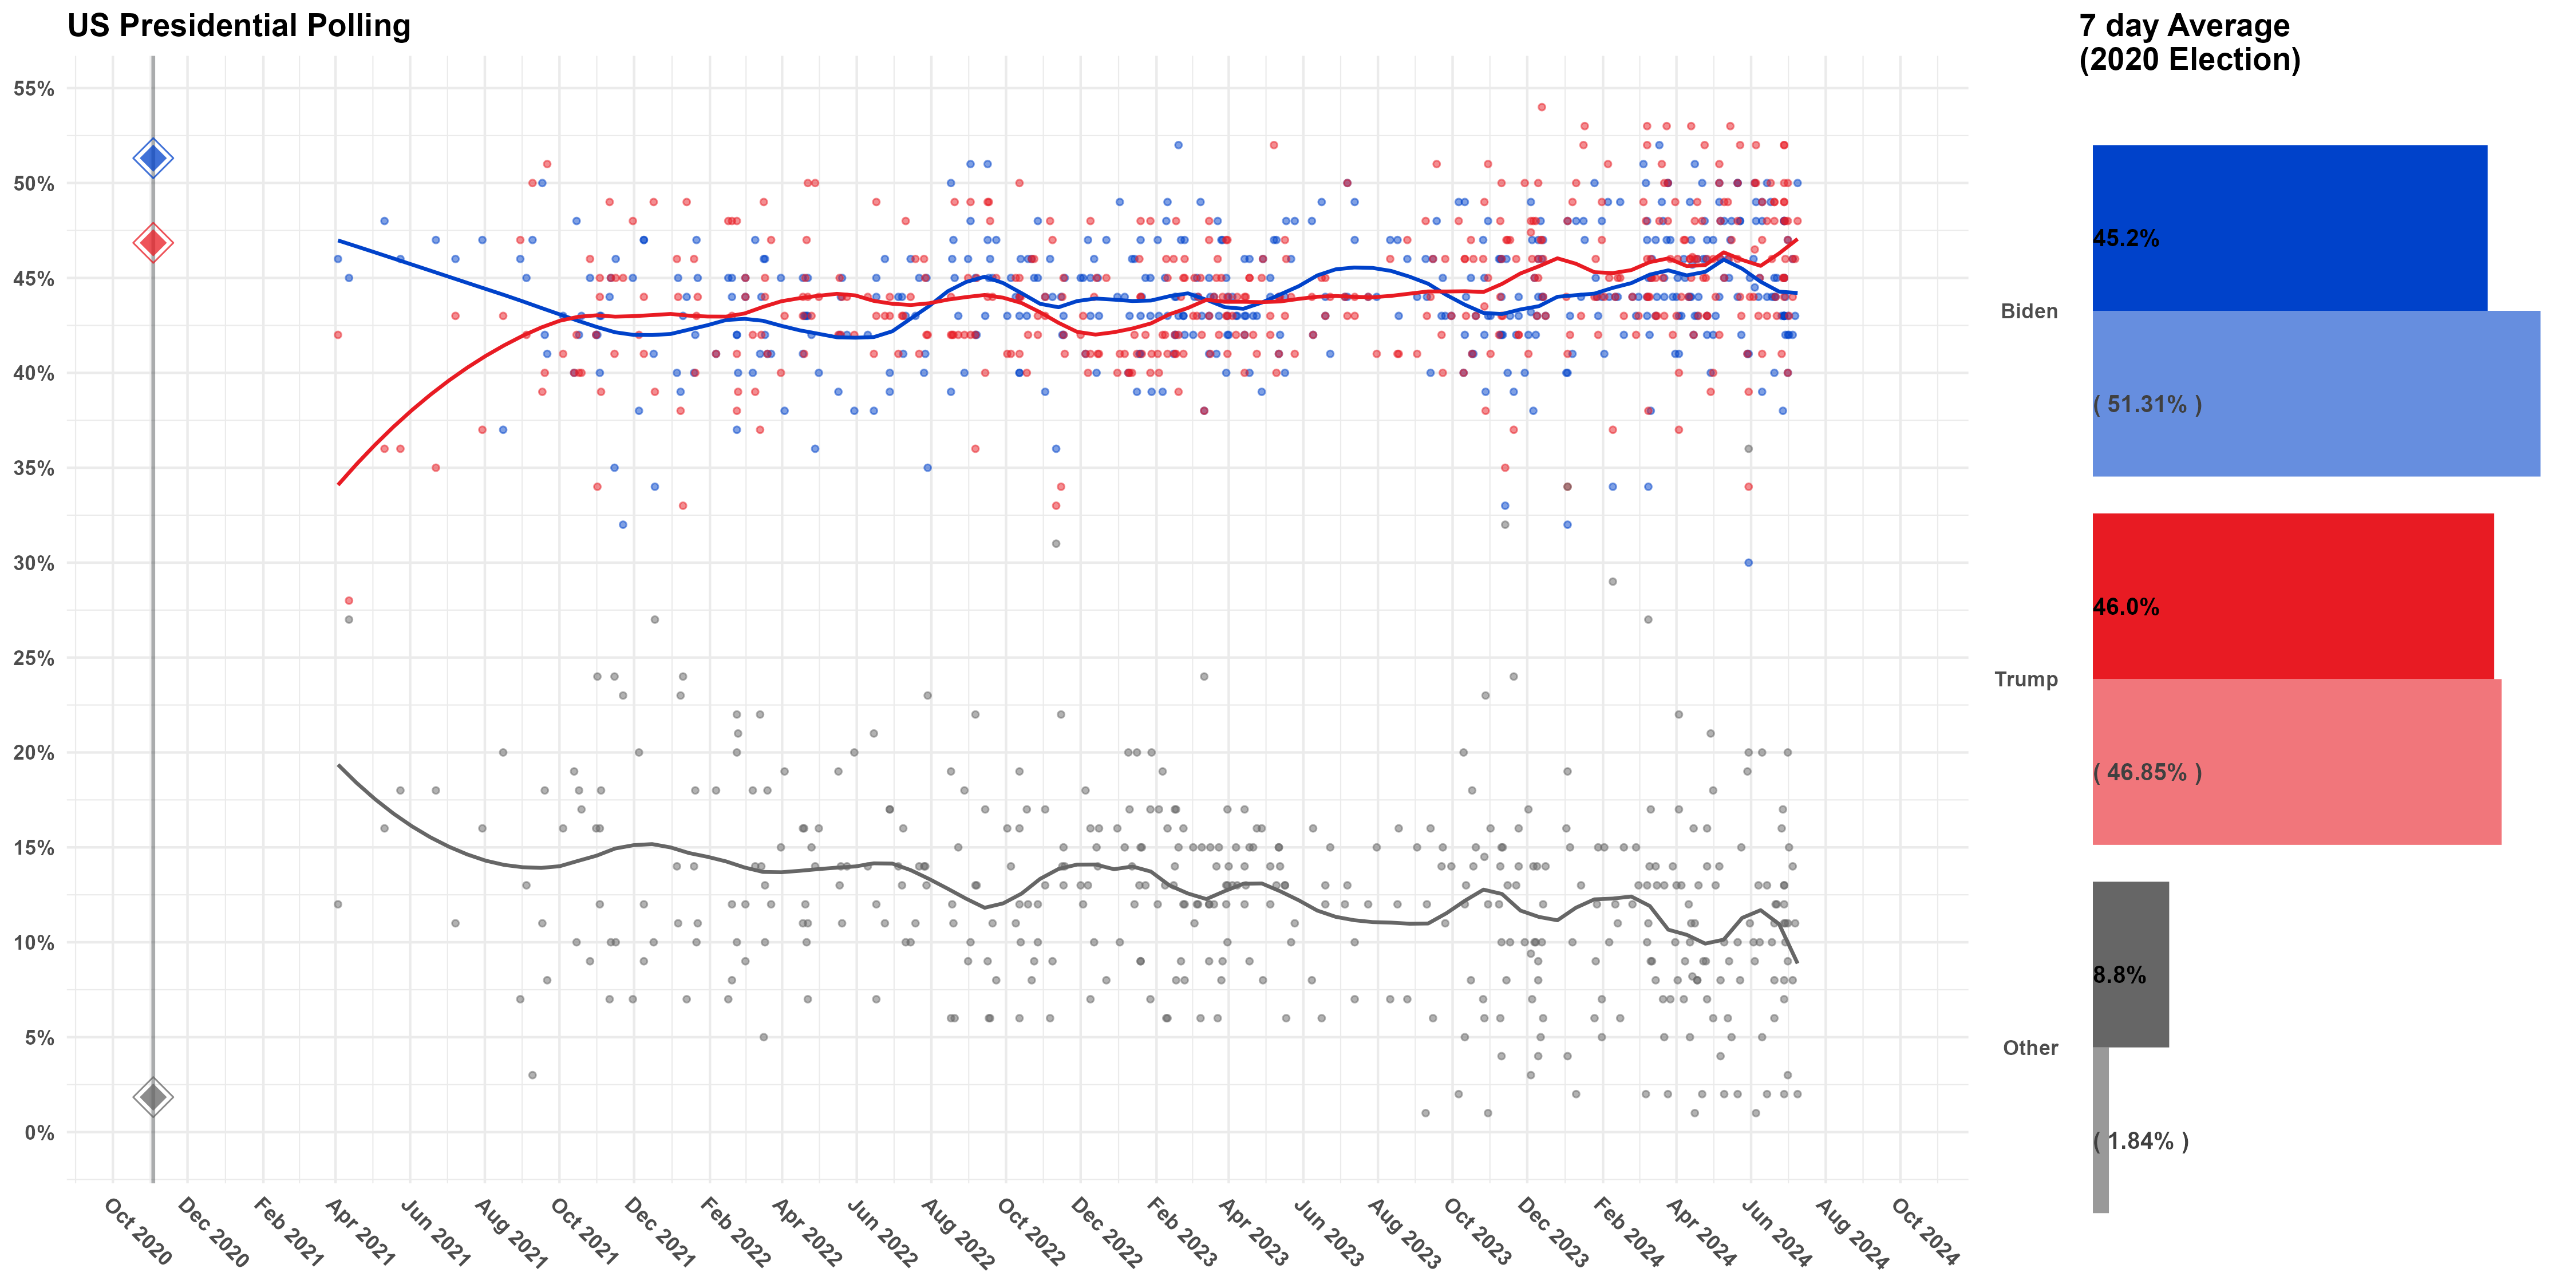 US Presidential Polling
7 day Average
(2020 Election)
55%
50%
45%
40%
35%
30%
25%
20%
15%
10%
5%
0%
Oct 2020
Dec 2020
Feb 2021
Apr 2021
Jun 2021
Aug 2021
Oct 2021
Dec 2021
Feb 2022
Apr 2022
Jun 2022
Aug 2022
Oct 2022
Dec 2022
Feb 2023
Apr 2023
Jun 2023
Aug 2023
Oct 2023
Dec 2023
Feb 2024
Apr 2024
Jun 2024
Aug 2024
Oct 2024
Biden
45.2%
( 51.31% )
Trump
46.0%
( 46.85% )
Other
8.8%
( 1.84% )